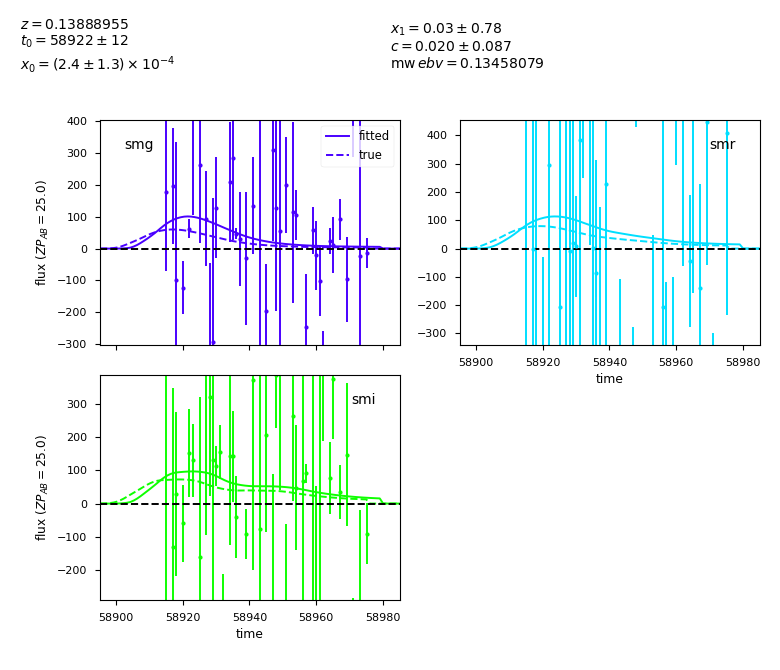 z = 0.13888955
t₀ = 58922 ± 12
x₀ = (2.4 ± 1.3) × 10⁻⁴
x₁ = 0.03 ± 0.78
c = 0.020 ± 0.087
mw ebv = 0.13458079
smg
fitted
true
400
300
200
100
0
−100
−200
−300
flux (ZP_AB = 25.0)
smr
400
300
200
100
0
−100
−200
−300
58900 58920 58940 58960 58980
time
smi
300
200
100
0
−100
−200
flux (ZP_AB = 25.0)
58900 58920 58940 58960 58980
time